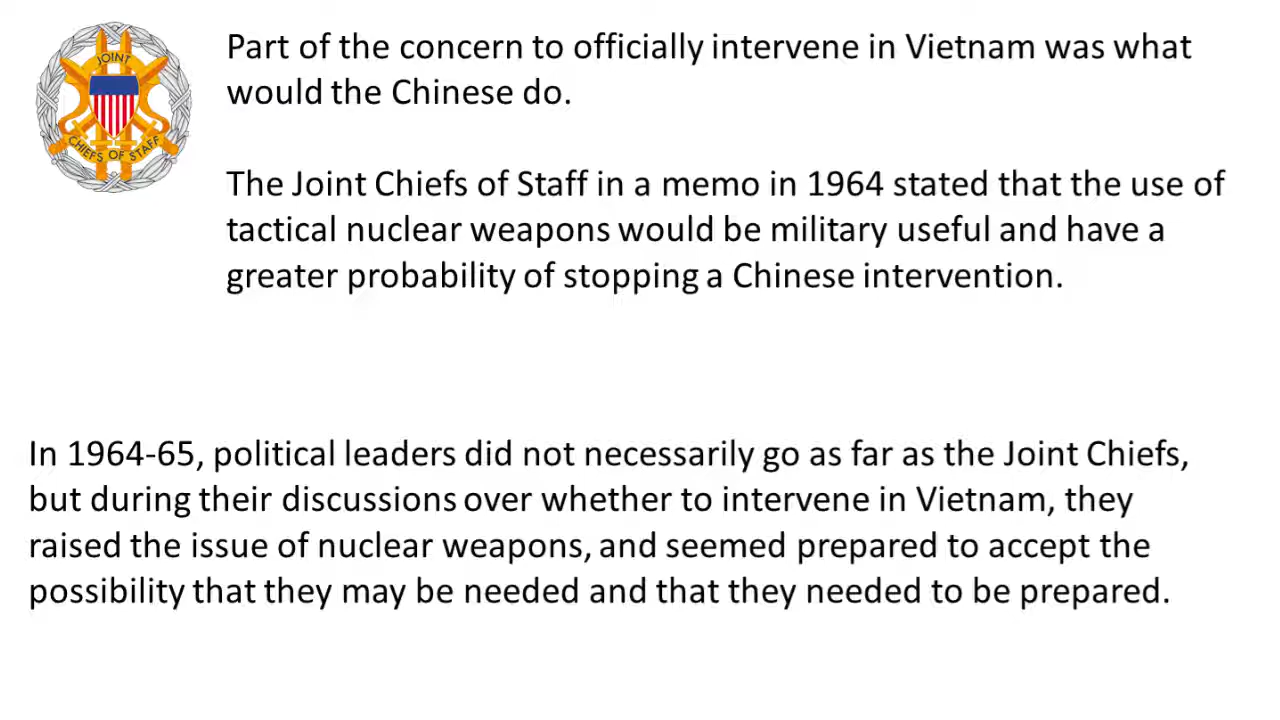 JOINT
CHIEFS OF STAFF
Part of the concern to officially intervene in Vietnam was what
would the Chinese do.
The Joint Chiefs of Staff in a memo in 1964 stated that the use of
tactical nuclear weapons would be military useful and have a
greater probability of stopping a Chinese intervention.
In 1964-65, political leaders did not necessarily go as far as the Joint Chiefs,
but during their discussions over whether to intervene in Vietnam, they
raised the issue of nuclear weapons, and seemed prepared to accept the
possibility that they may be needed and that they needed to be prepared.